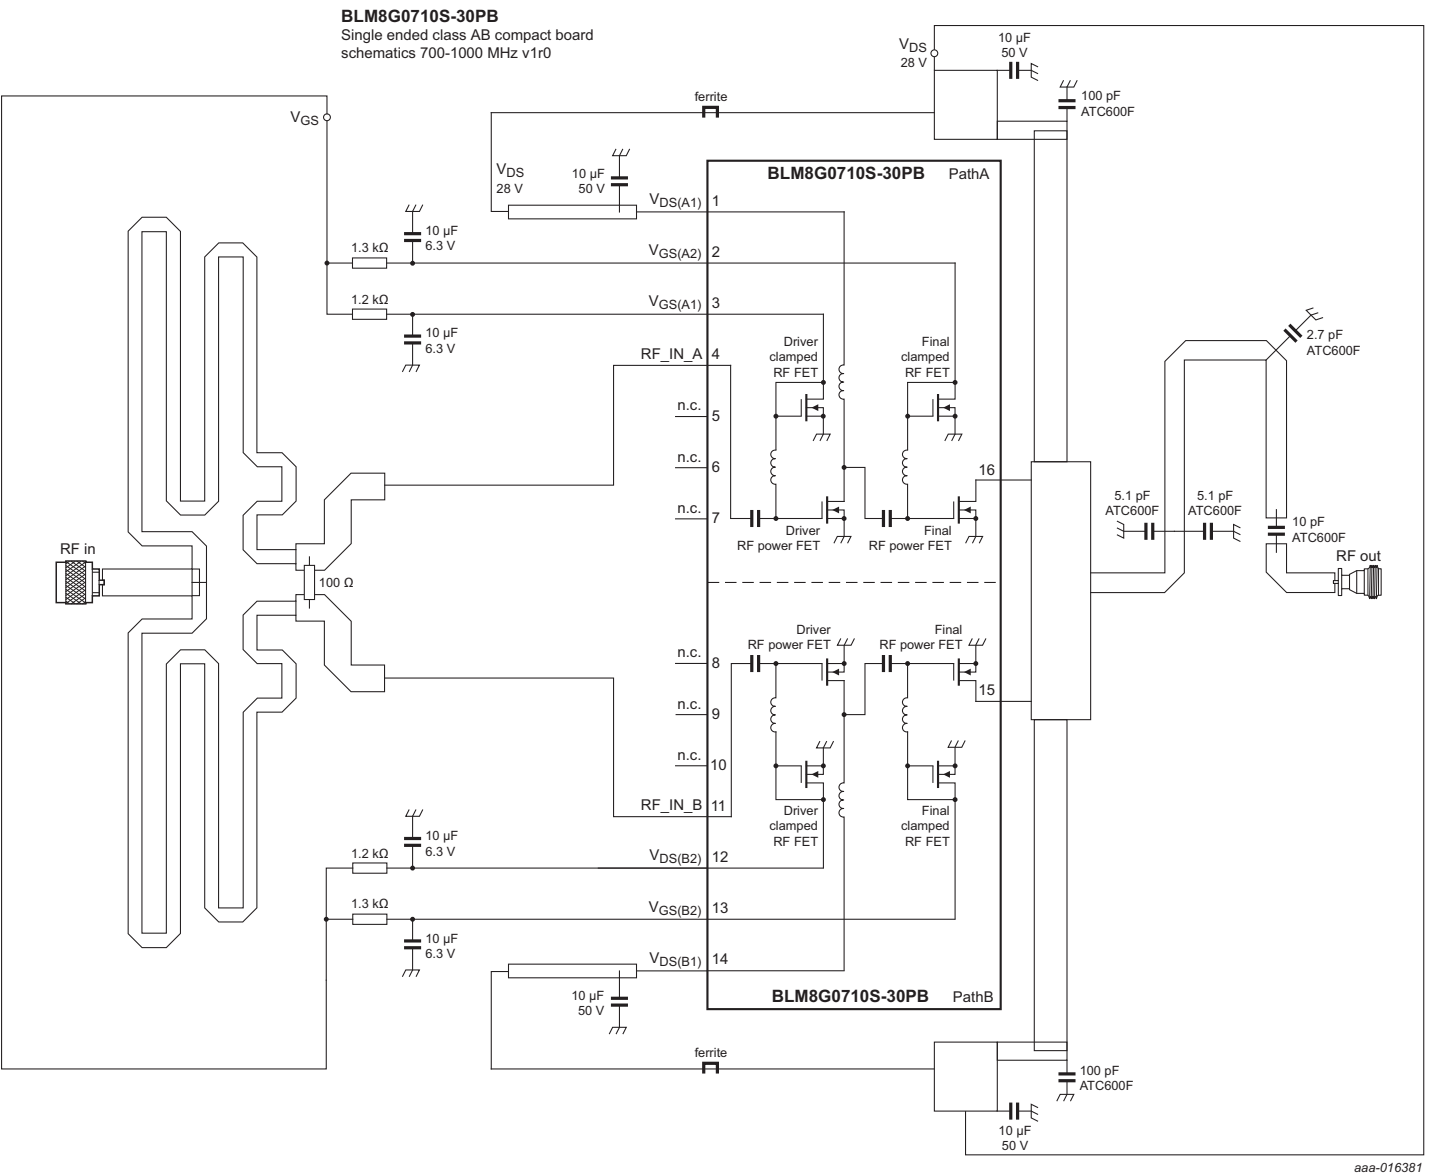 BLM8G0710S-30PB
Single ended class AB compact board
schematics 700-1000 MHz v1r0
VDS
28 V
10 µF
50 V
100 pF
ATC600F
ferrite
VGS
VDS
28 V
10 µF
50 V
BLM8G0710S-30PB PathA
VDS(A1) 1
10 µF
6.3 V
1.3 kΩ
VGS(A2) 2
1.2 kΩ
VGS(A1) 3
10 µF
6.3 V
RF_IN_A 4
n.c. 5
n.c. 6
n.c. 7
Driver
clamped
RF FET
Final
clamped
RF FET
16
Driver
RF power FET
Final
RF power FET
2.7 pF
ATC600F
5.1 pF
ATC600F
5.1 pF
ATC600F
10 pF
ATC600F
RF in
100 Ω
RF out
Driver
RF power FET
Final
RF power FET
n.c. 8
15
n.c. 9
n.c. 10
RF_IN_B 11
Driver
clamped
RF FET
Final
clamped
RF FET
10 µF
6.3 V
1.2 kΩ
VDS(B2) 12
1.3 kΩ
VGS(B2) 13
10 µF
6.3 V
VDS(B1) 14
10 µF
50 V
BLM8G0710S-30PB PathB
ferrite
100 pF
ATC600F
10 µF
50 V
aaa-016381